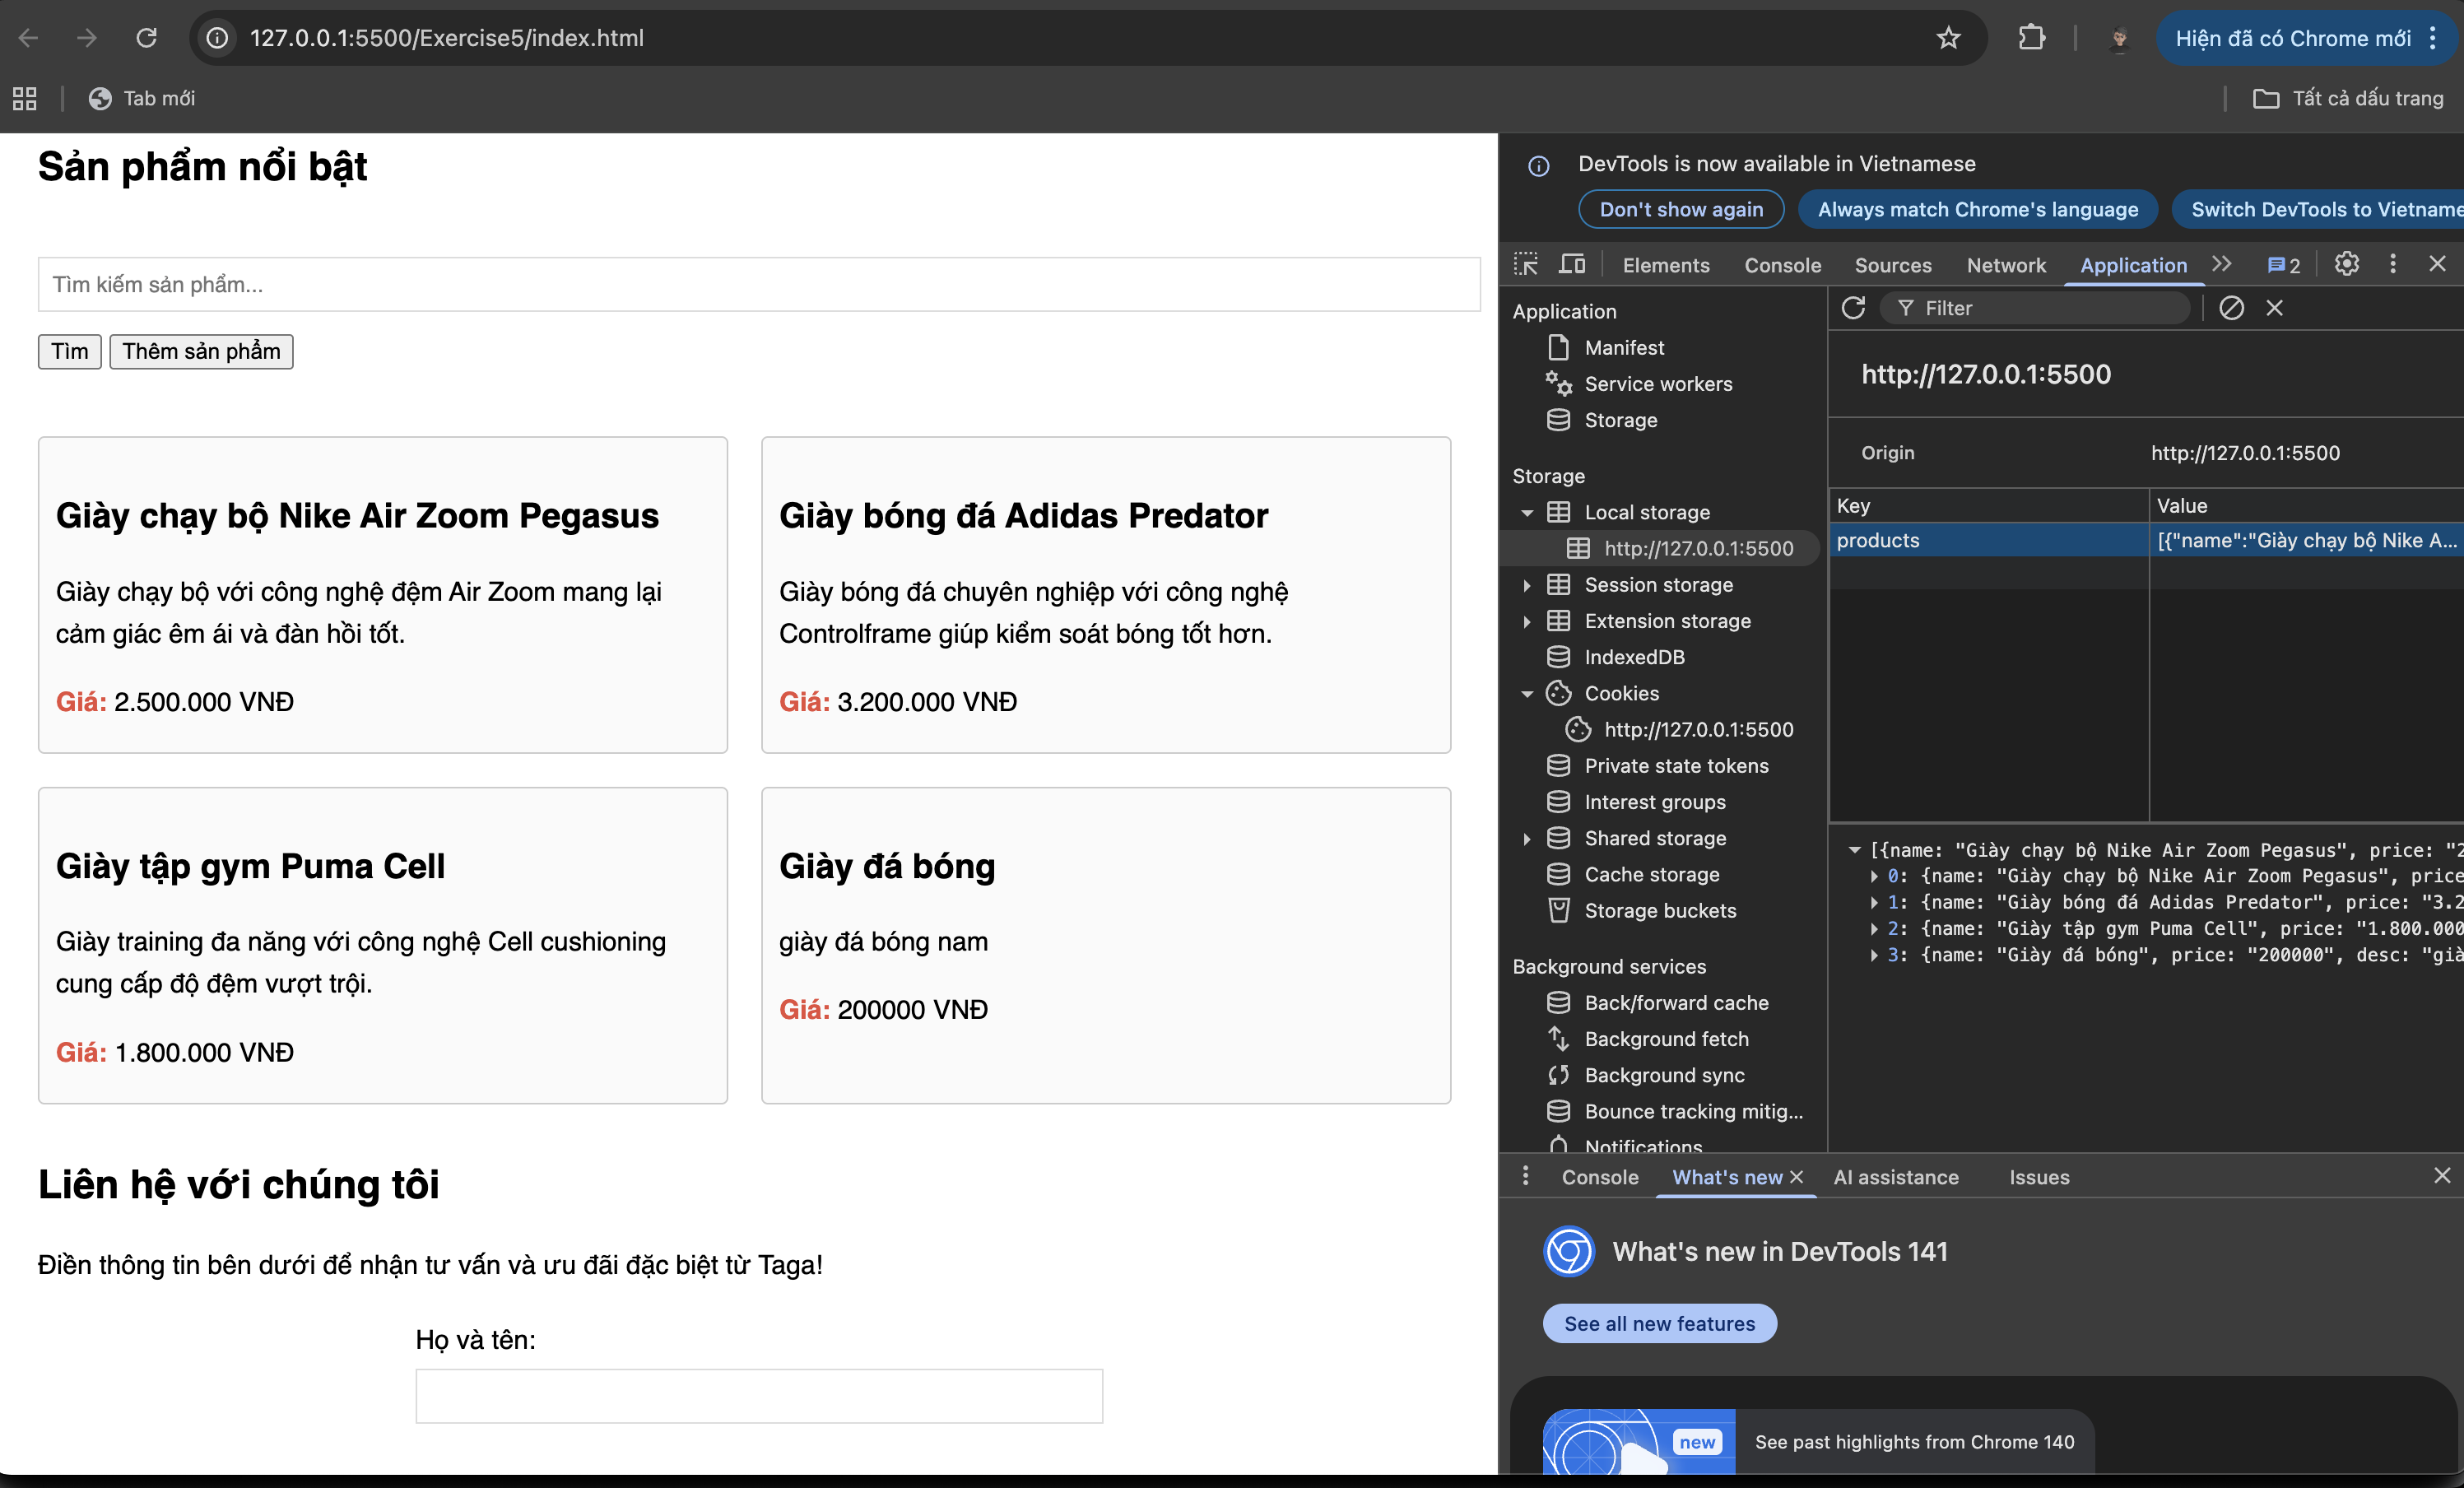 127.0.0.1:5500/Exercise5/index.html
Hiện đã có Chrome mới
Tab mới
Tất cả dấu trang
Sản phẩm nổi bật
Tìm kiếm sản phẩm...
Tìm
Thêm sản phẩm
Giày chạy bộ Nike Air Zoom Pegasus
Giày chạy bộ với công nghệ đệm Air Zoom mang lại
cảm giác êm ái và đàn hồi tốt.
Giá: 2.500.000 VNĐ
Giày bóng đá Adidas Predator
Giày bóng đá chuyên nghiệp với công nghệ
Controlframe giúp kiểm soát bóng tốt hơn.
Giá: 3.200.000 VNĐ
Giày tập gym Puma Cell
Giày training đa năng với công nghệ Cell cushioning
cung cấp độ đệm vượt trội.
Giá: 1.800.000 VNĐ
Giày đá bóng
giày đá bóng nam
Giá: 200000 VNĐ
Liên hệ với chúng tôi
Điền thông tin bên dưới để nhận tư vấn và ưu đãi đặc biệt từ Taga!
Họ và tên:
DevTools is now available in Vietnamese
Don't show again
Always match Chrome's language
Switch DevTools to Vietname
Elements
Console
Sources
Network
Application
2
Application
Manifest
Service workers
Storage
Storage
Local storage
http://127.0.0.1:5500
Session storage
Extension storage
IndexedDB
Cookies
http://127.0.0.1:5500
Private state tokens
Interest groups
Shared storage
Cache storage
Storage buckets
Background services
Back/forward cache
Background fetch
Background sync
Bounce tracking mitig...
Notifications
Filter
http://127.0.0.1:5500
Origin http://127.0.0.1:5500
Key Value
products [{"name":"Giày chạy bộ Nike A...
[{name: "Giày chạy bộ Nike Air Zoom Pegasus", price: "2
0: {name: "Giày chạy bộ Nike Air Zoom Pegasus", price
1: {name: "Giày bóng đá Adidas Predator", price: "3.2
2: {name: "Giày tập gym Puma Cell", price: "1.800.000
3: {name: "Giày đá bóng", price: "200000", desc: "già
Console
What's new
AI assistance
Issues
What's new in DevTools 141
See all new features
new
See past highlights from Chrome 140